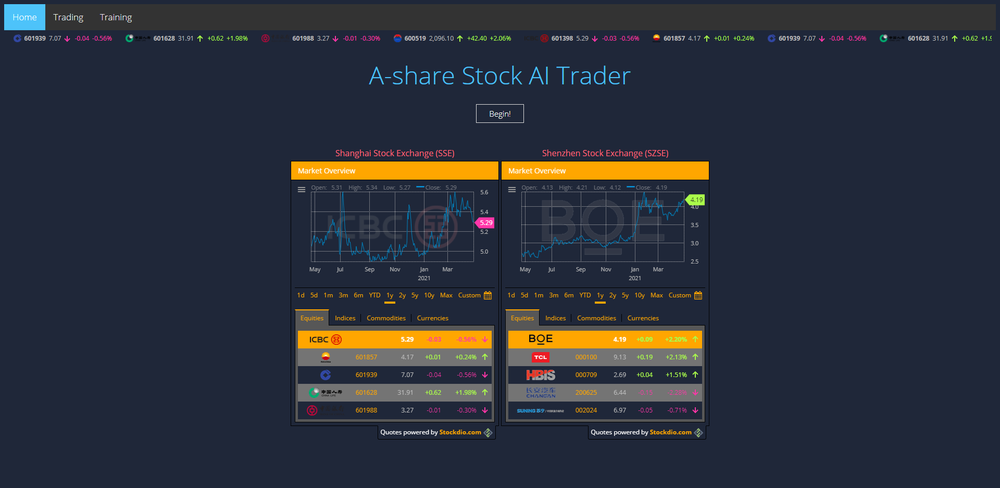 Home Trading Training
601939 7.07 -0.04 -0.56% 601628 31.91 +0.62 +1.98% 601988 3.27 -0.01 -0.30% 600519 2,096.10 +42.40 +2.06% 601398 5.29 -0.03 -0.56% 601857 4.17 +0.01 +0.24% 601939 7.07 -0.04 -0.56% 601628 31.91 +0.62
A-share Stock AI Trader
Begin!
Shanghai Stock Exchange (SSE)
Market Overview
Open: 5.31 High: 5.34 Low: 5.27 Close: 5.29
ICBC
5.6
5.4
5.29
5.2
5.0
May Jul Sep Nov Jan Mar
2021
1d 5d 1m 3m 6m YTD 1y 2y 5y 10y Max Custom
Equities Indices Commodities Currencies
ICBC 5.29 -0.03 -0.56%
601857 4.17 +0.01 +0.24%
601939 7.07 -0.04 -0.56%
中国人寿 CHINA LIFE 601628 31.91 +0.62 +1.98%
601988 3.27 -0.01 -0.30%
Quotes powered by Stockdio.com
Shenzhen Stock Exchange (SZSE)
Market Overview
Open: 4.13 High: 4.21 Low: 4.12 Close: 4.19
BOE
4.19
4.0
3.5
3.0
2.5
May Jul Sep Nov Jan Mar
2021
1d 5d 1m 3m 6m YTD 1y 2y 5y 10y Max Custom
Equities Indices Commodities Currencies
BOE 4.19 +0.09 +2.20%
TCL 000100 9.13 +0.19 +2.13%
HBIS 000709 2.69 +0.04 +1.51%
长安汽车 CHANGAN 200625 6.44
SUNING 苏宁 002024 6.97 -0.05 -0.71%
Quotes powered by Stockdio.com